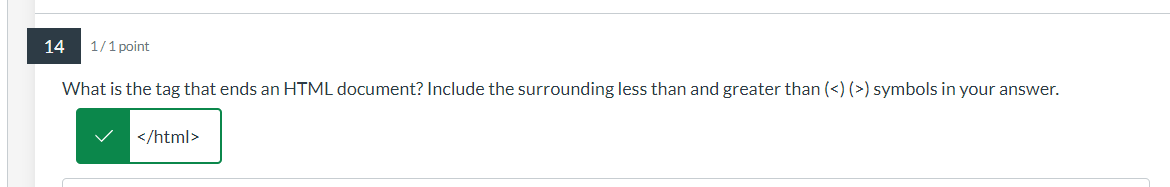 14 1 / 1 point
What is the tag that ends an HTML document? Include the surrounding less than and greater than (<) (>) symbols in your answer.
</html>